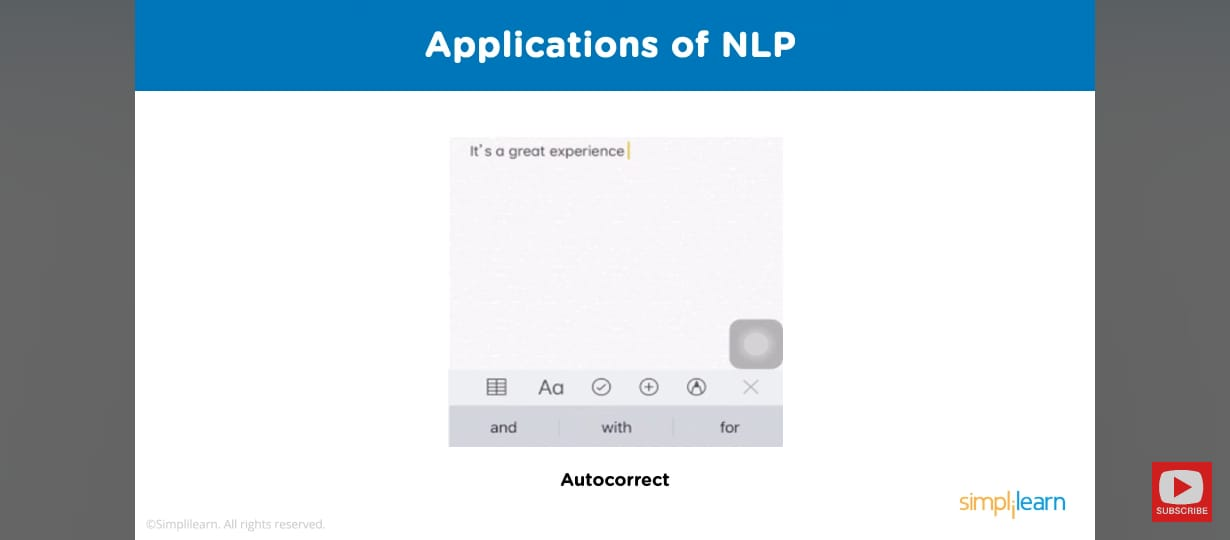 Applications of NLP
It's a great experience
Aa
and with for
Autocorrect
simplilearn
SUBSCRIBE
©Simplilearn. All rights reserved.